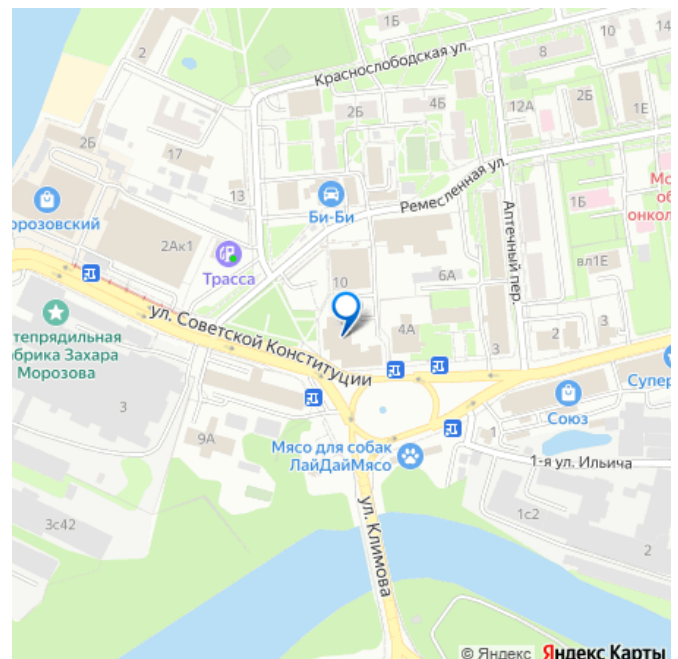 1Б
10
14
2
Краснослободская ул.
8
2Б
4Б
12А
2Б
1Е
2Б
17
13
Ремесленная ул.
Би-Би
1Б
орозовский
2Ак1
Трасса
Аптечный пер.
онкол
вл1Е
10
6А
ул. Советской Конституции
4А
3
2
3
тепрядильная
брика Захара
Морозова
3
Супер
Союз
9А
Мясо для собак
ЛайДайМясо
1
1-я ул. Ильича
ул. Климова
3с42
1с2
2
© Яндекс Яндекс Карты